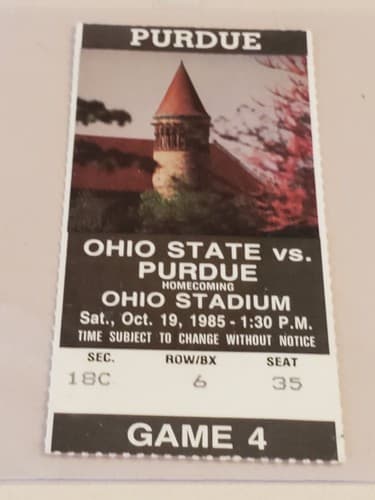 PURDUE
OHIO STATE vs.
PURDUE
HOMECOMING
OHIO STADIUM
Sat., Oct. 19, 1985 - 1:30 P.M.
TIME SUBJECT TO CHANGE WITHOUT NOTICE
SEC. ROW/BX SEAT
18C 6 35
GAME 4